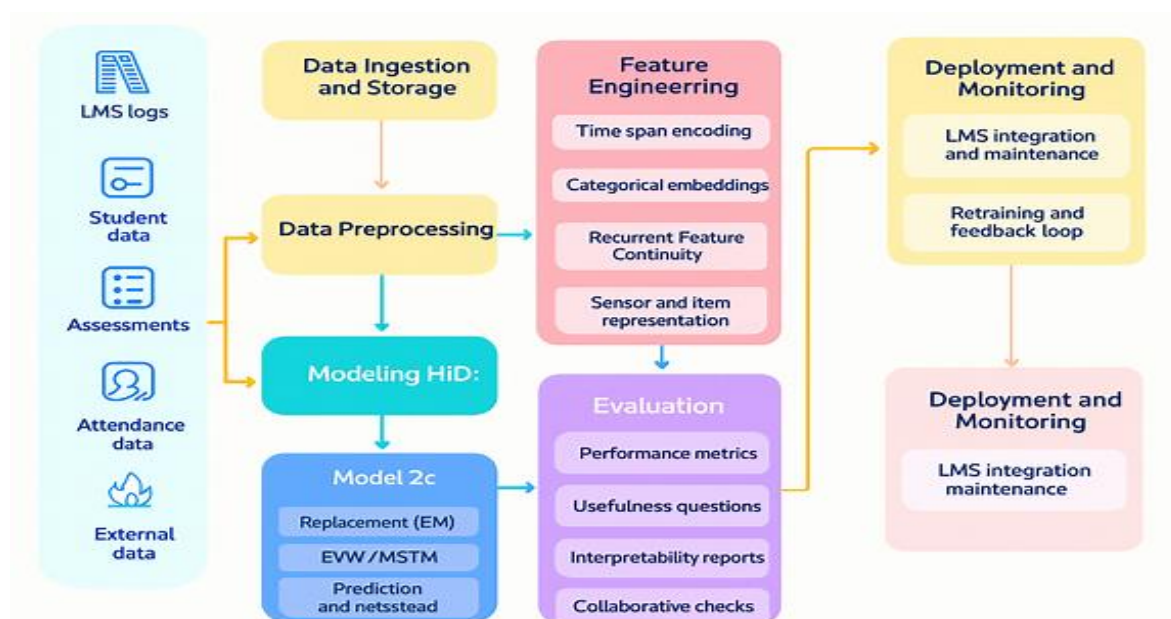 LMS logs
Student
data
Assessments
Attendance
data
External
data
Data Ingestion
and Storage
Data Preprocessing
Modeling HiD:
Model 2c
Replacement (EM)
EVW/MSTM
Prediction
and netsstead
Feature
Engineerring
Time span encoding
Categorical embeddings
Recurrent Feature
Continuity
Sensor and item
representation
Evaluation
Performance metrics
Usefulness questions
Interpretability reports
Collaborative checks
Deployment and
Monitoring
LMS integration
and maintenance
Retraining and
feedback loop
Deployment and
Monitoring
LMS integration
maintenance